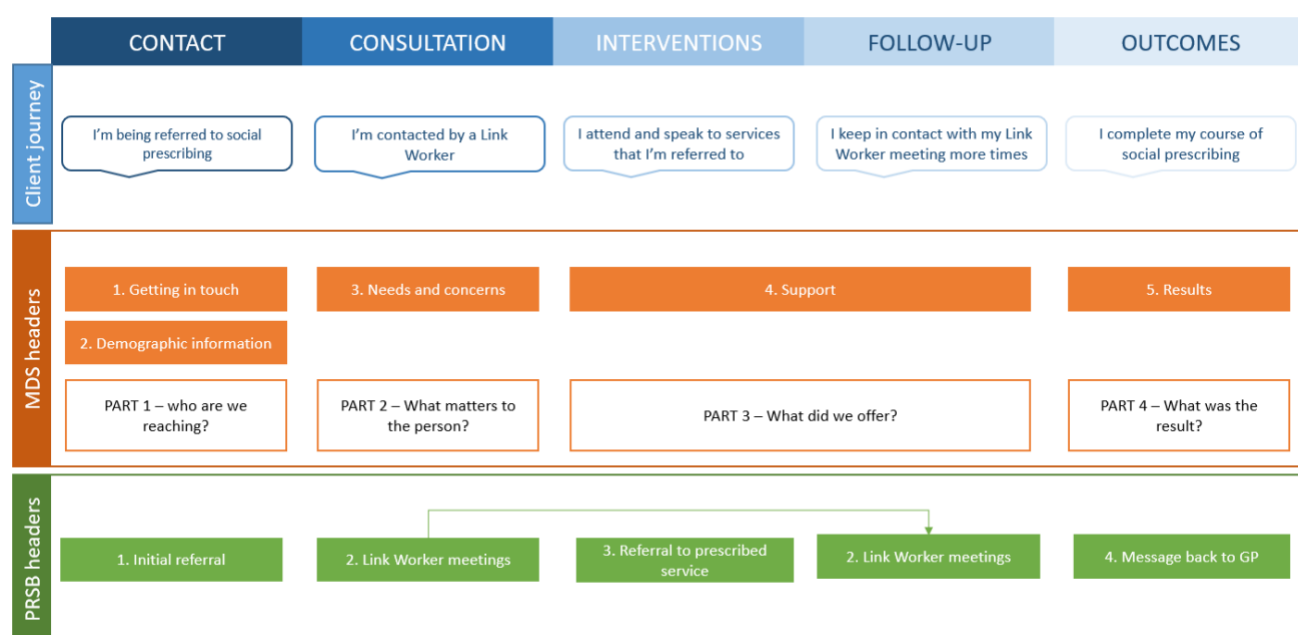 CONTACT
CONSULTATION
INTERVENTIONS
FOLLOW-UP
OUTCOMES
Client journey
I'm being referred to social
prescribing
I'm contacted by a Link
Worker
I attend and speak to services
that I'm referred to
I keep in contact with my Link
Worker meeting more times
I complete my course of
social prescribing
MDS headers
1. Getting in touch
3. Needs and concerns
4. Support
5. Results
2. Demographic information
PART 1 – who are we
reaching?
PART 2 – What matters to
the person?
PART 3 – What did we offer?
PART 4 – What was the
result?
PRSB headers
1. Initial referral
2. Link Worker meetings
3. Referral to prescribed
service
2. Link Worker meetings
4. Message back to GP